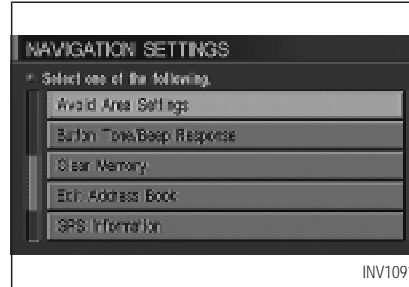 NAVIGATION SETTINGS
Select one of the following.
Avoid Area Settings
Button Tone/Beep Response
Clear Memory
Edit Address Book
GPS Information
INV109